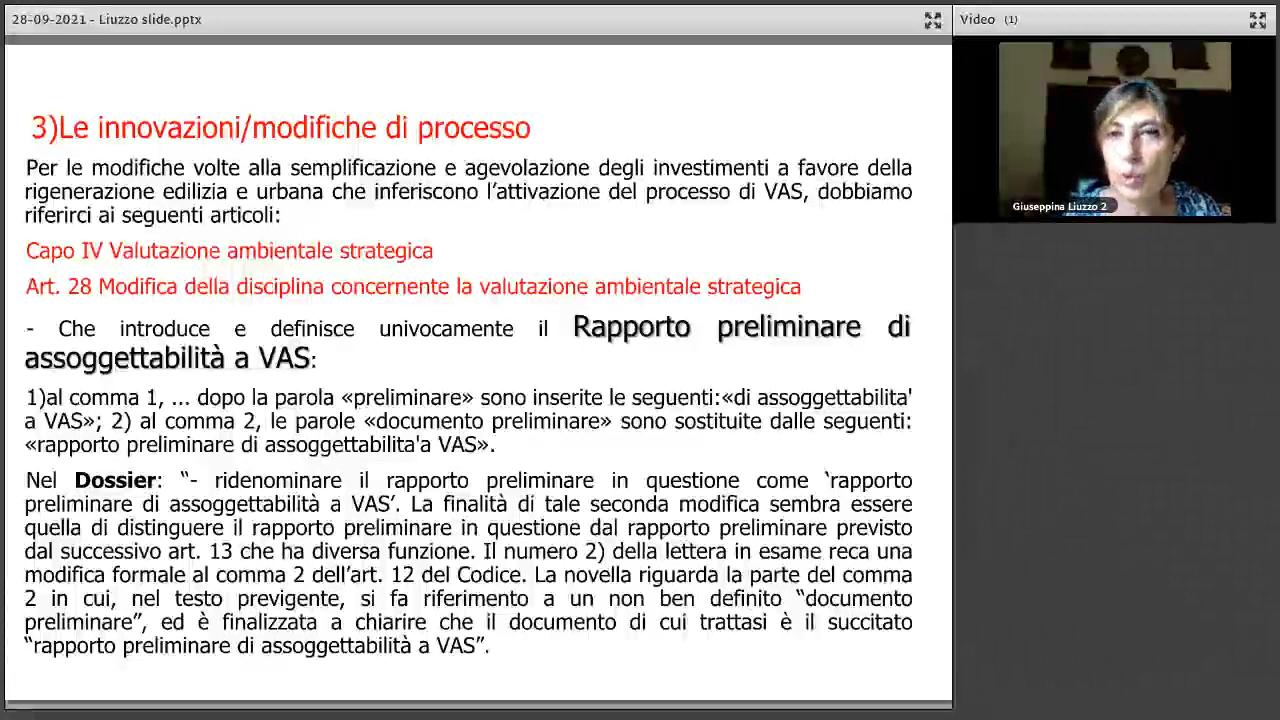 28-09-2021 - Liuzzo slide.pptx
Video (1)
3)Le innovazioni/modifiche di processo
Per le modifiche volte alla semplificazione e agevolazione degli investimenti a favore della
rigenerazione edilizia e urbana che inferiscono l’attivazione del processo di VAS, dobbiamo
riferirci ai seguenti articoli:
Capo IV Valutazione ambientale strategica
Art. 28 Modifica della disciplina concernente la valutazione ambientale strategica
- Che introduce e definisce univocamente il Rapporto preliminare di
assoggettabilità a VAS:
1)al comma 1, ... dopo la parola «preliminare» sono inserite le seguenti:«di assoggettabilita'
a VAS»; 2) al comma 2, le parole «documento preliminare» sono sostituite dalle seguenti:
«rapporto preliminare di assoggettabilita'a VAS».
Nel Dossier: “- ridenominare il rapporto preliminare in questione come ‘rapporto
preliminare di assoggettabilità a VAS’. La finalità di tale seconda modifica sembra essere
quella di distinguere il rapporto preliminare in questione dal rapporto preliminare previsto
dal successivo art. 13 che ha diversa funzione. Il numero 2) della lettera in esame reca una
modifica formale al comma 2 dell’art. 12 del Codice. La novella riguarda la parte del comma
2 in cui, nel testo previgente, si fa riferimento a un non ben definito “documento
preliminare”, ed è finalizzata a chiarire che il documento di cui trattasi è il succitato
“rapporto preliminare di assoggettabilità a VAS”.
Giuseppina Liuzzo 2